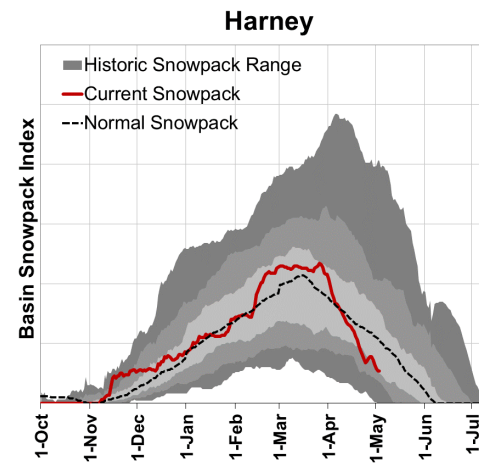 Harney
Historic Snowpack Range
Current Snowpack
Normal Snowpack
Basin Snowpack Index
1-Oct
1-Nov
1-Dec
1-Jan
1-Feb
1-Mar
1-Apr
1-May
1-Jun
1-Jul